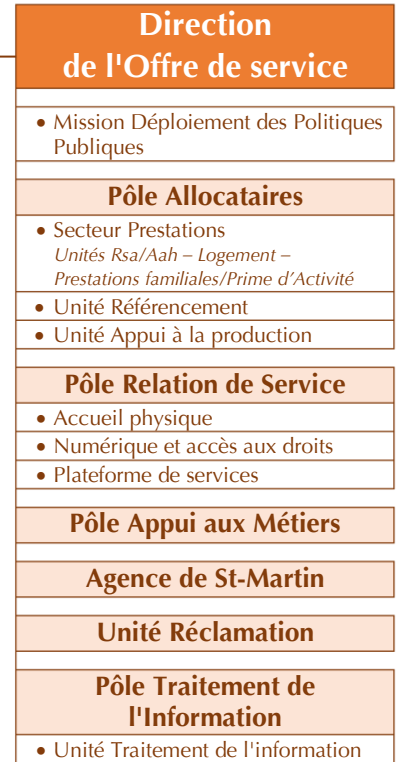 Direction
de l'Offre de service
• Mission Déploiement des Politiques
Publiques
Pôle Allocataires
• Secteur Prestations
Unités Rsa/Aah – Logement –
Prestations familiales/Prime d'Activité
• Unité Référencement
• Unité Appui à la production
Pôle Relation de Service
• Accueil physique
• Numérique et accès aux droits
• Plateforme de services
Pôle Appui aux Métiers
Agence de St-Martin
Unité Réclamation
Pôle Traitement de
l'Information
• Unité Traitement de l'information